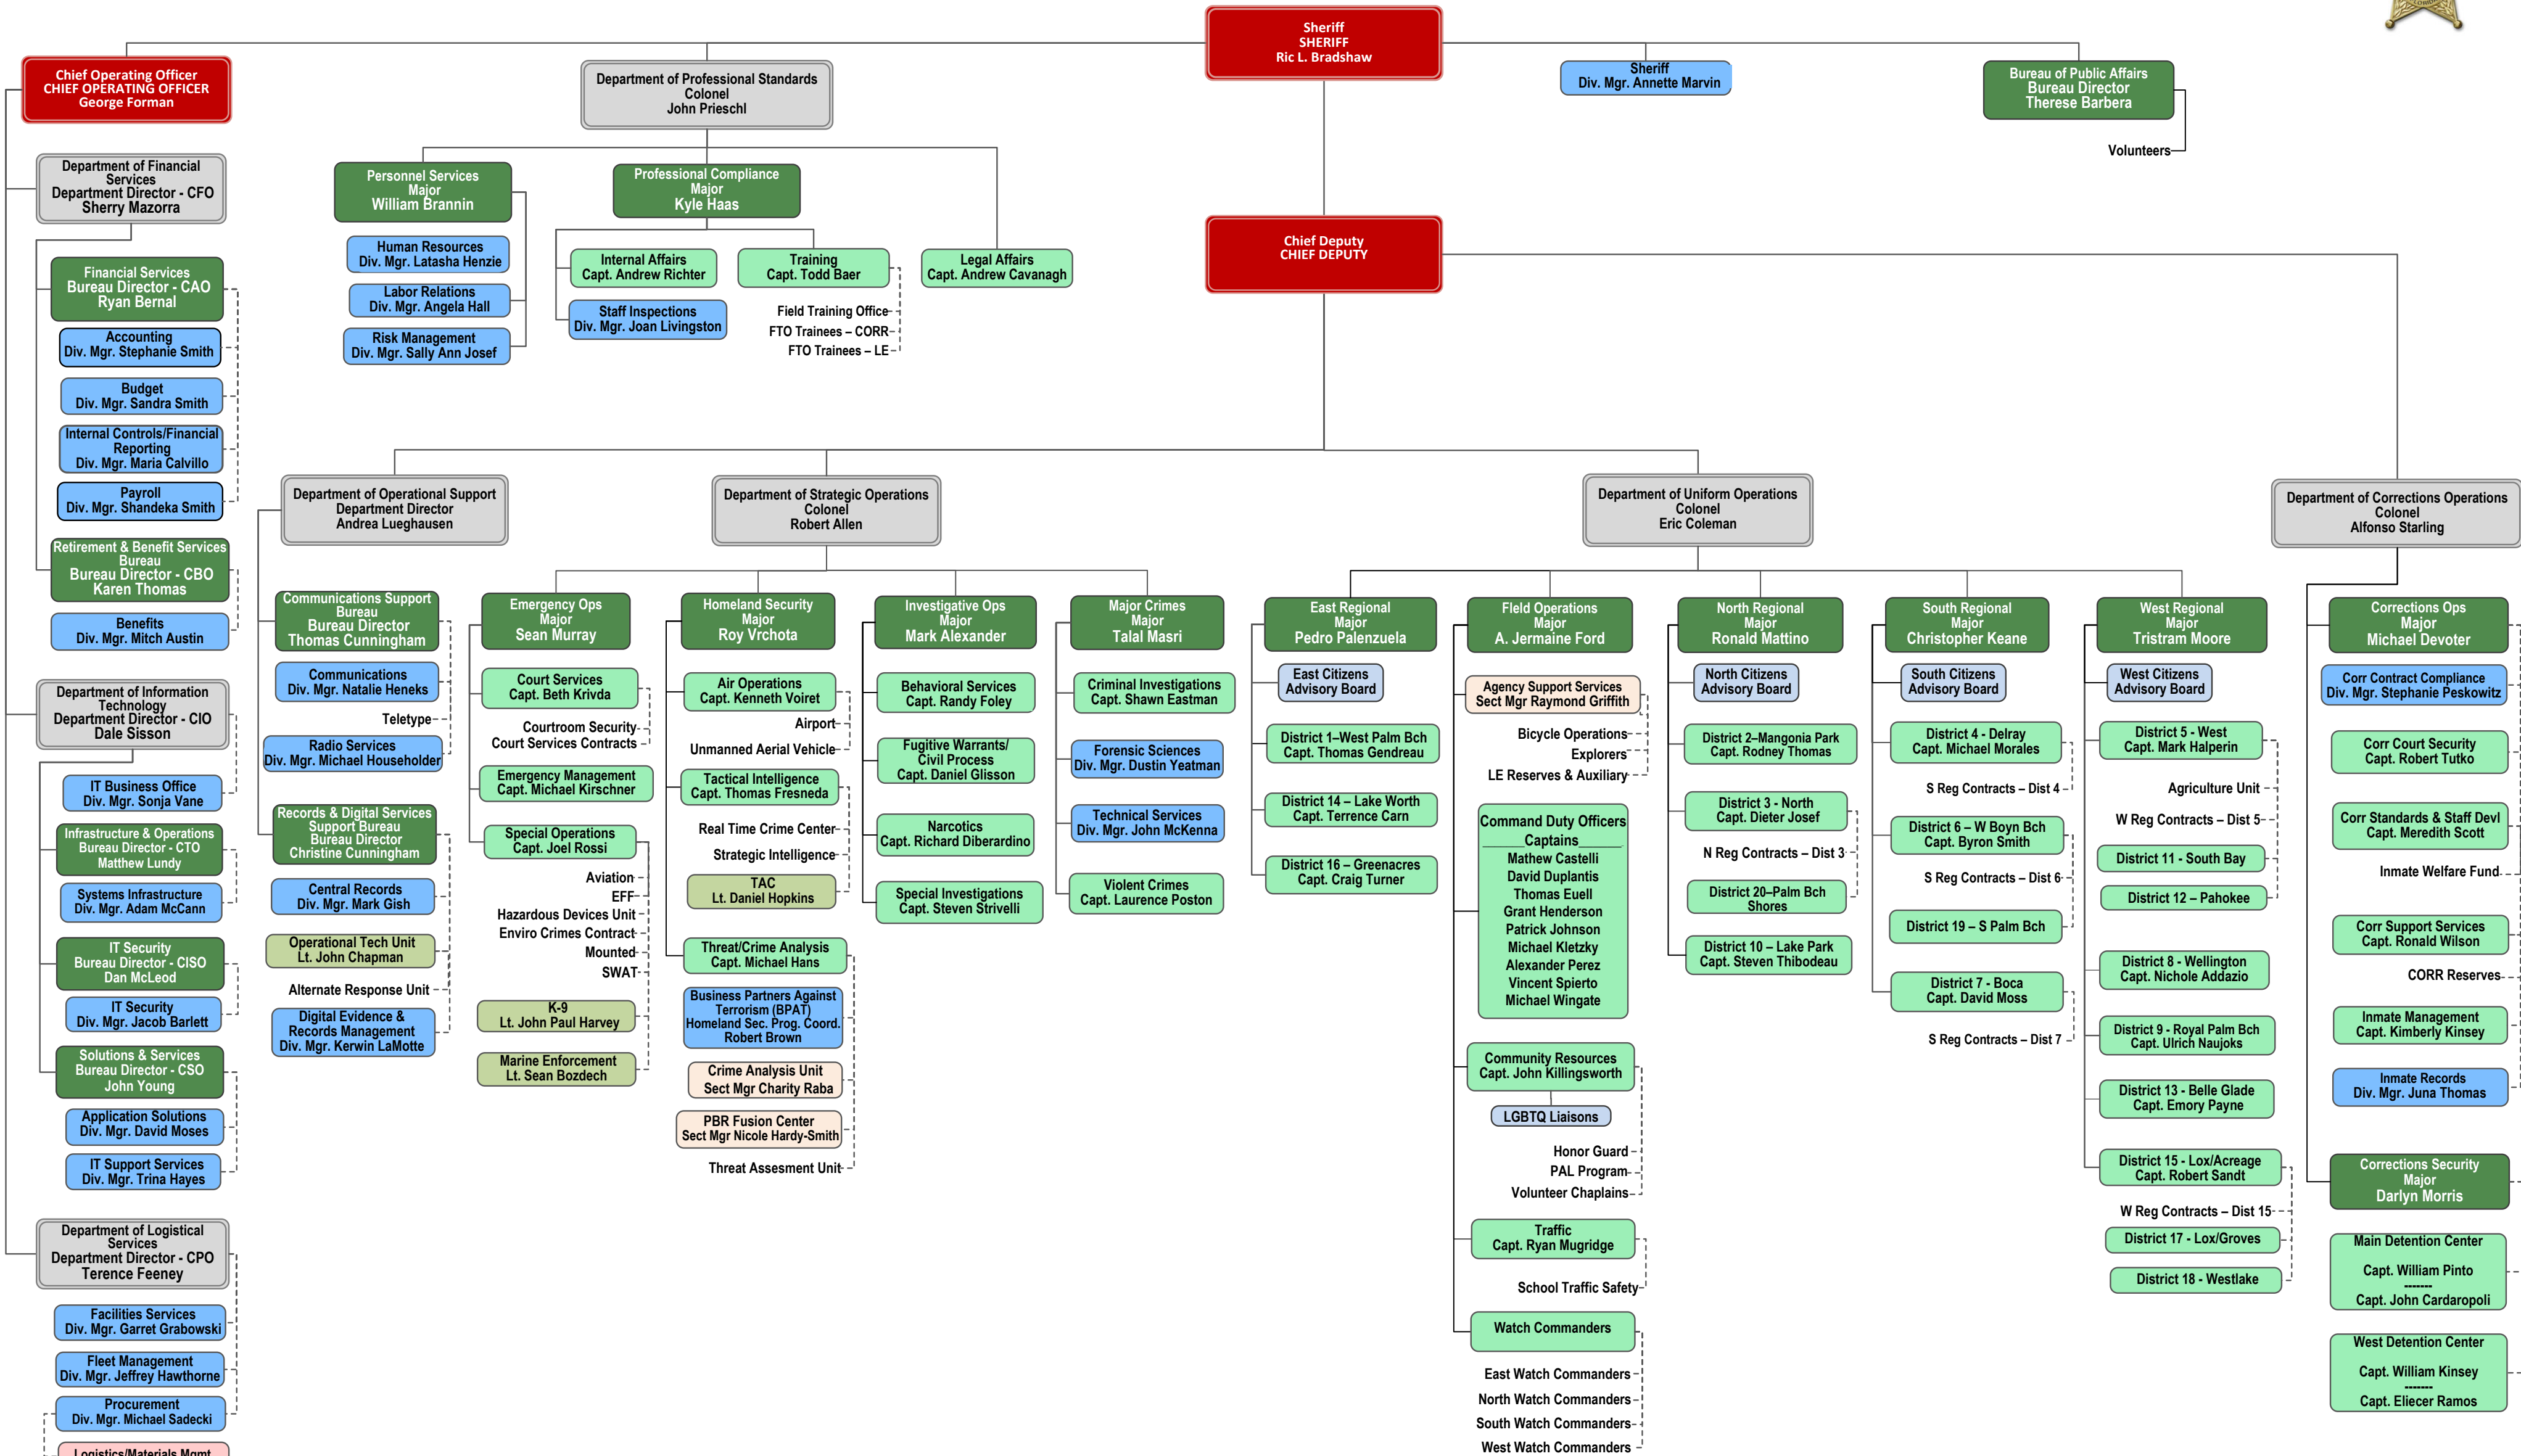 Sheriff
SHERIFF
Ric L. Bradshaw
Chief Operating Officer
CHIEF OPERATING OFFICER
George Forman
Department of Professional Standards
Colonel
John Prieschl
Sheriff
Div. Mgr. Annette Marvin
Bureau of Public Affairs
Bureau Director
Therese Barbera
Volunteers
Department of Financial
Services
Department Director - CFO
Sherry Mazorra
Personnel Services
Major
William Brannin
Professional Compliance
Major
Kyle Haas
Human Resources
Div. Mgr. Latasha Henzie
Labor Relations
Div. Mgr. Angela Hall
Risk Management
Div. Mgr. Sally Ann Josef
Internal Affairs
Capt. Andrew Richter
Staff Inspections
Div. Mgr. Joan Livingston
Training
Capt. Todd Baer
Field Training Office
FTO Trainees – CORR
FTO Trainees – LE
Legal Affairs
Capt. Andrew Cavanagh
Chief Deputy
CHIEF DEPUTY
Financial Services
Bureau Director - CAO
Ryan Bernal
Accounting
Div. Mgr. Stephanie Smith
Budget
Div. Mgr. Sandra Smith
Internal Controls/Financial
Reporting
Div. Mgr. Maria Calvillo
Payroll
Div. Mgr. Shandeka Smith
Retirement & Benefit Services
Bureau
Bureau Director - CBO
Karen Thomas
Benefits
Div. Mgr. Mitch Austin
Department of Information
Technology
Department Director - CIO
Dale Sisson
IT Business Office
Div. Mgr. Sonja Vane
Infrastructure & Operations
Bureau Director - CTO
Matthew Lundy
Systems Infrastructure
Div. Mgr. Adam McCann
IT Security
Bureau Director - CISO
Dan McLeod
IT Security
Div. Mgr. Jacob Barlett
Solutions & Services
Bureau Director - CSO
John Young
Application Solutions
Div. Mgr. David Moses
IT Support Services
Div. Mgr. Trina Hayes
Department of Logistical
Services
Department Director - CPO
Terence Feeney
Facilities Services
Div. Mgr. Garret Grabowski
Fleet Management
Div. Mgr. Jeffrey Hawthorne
Procurement
Div. Mgr. Michael Sadecki
Logistics/Materials Mgmt
Department of Operational Support
Department Director
Andrea Lueghausen
Communications Support
Bureau
Bureau Director
Thomas Cunningham
Communications
Div. Mgr. Natalie Heneks
Teletype
Radio Services
Div. Mgr. Michael Householder
Records & Digital Services
Support Bureau
Bureau Director
Christine Cunningham
Central Records
Div. Mgr. Mark Gish
Operational Tech Unit
Lt. John Chapman
Alternate Response Unit
Digital Evidence &
Records Management
Div. Mgr. Kerwin LaMotte
Department of Strategic Operations
Colonel
Robert Allen
Emergency Ops
Major
Sean Murray
Court Services
Capt. Beth Krivda
Courtroom Security
Court Services Contracts
Emergency Management
Capt. Michael Kirschner
Special Operations
Capt. Joel Rossi
Aviation
EFF
Hazardous Devices Unit
Enviro Crimes Contract
Mounted
SWAT
K-9
Lt. John Paul Harvey
Marine Enforcement
Lt. Sean Bozdech
Homeland Security
Major
Roy Vrchota
Air Operations
Capt. Kenneth Voiret
Airport
Unmanned Aerial Vehicle
Tactical Intelligence
Capt. Thomas Fresneda
Real Time Crime Center
Strategic Intelligence
TAC
Lt. Daniel Hopkins
Threat/Crime Analysis
Capt. Michael Hans
Business Partners Against
Terrorism (BPAT)
Homeland Sec. Prog. Coord.
Robert Brown
Crime Analysis Unit
Sect Mgr Charity Raba
PBR Fusion Center
Sect Mgr Nicole Hardy-Smith
Threat Assesment Unit
Investigative Ops
Major
Mark Alexander
Behavioral Services
Capt. Randy Foley
Fugitive Warrants/
Civil Process
Capt. Daniel Glisson
Narcotics
Capt. Richard Diberardino
Special Investigations
Capt. Steven Strivelli
Major Crimes
Major
Talal Masri
Criminal Investigations
Capt. Shawn Eastman
Forensic Sciences
Div. Mgr. Dustin Yeatman
Technical Services
Div. Mgr. John McKenna
Violent Crimes
Capt. Laurence Poston
Department of Uniform Operations
Colonel
Eric Coleman
East Regional
Major
Pedro Palenzuela
East Citizens
Advisory Board
District 1–West Palm Bch
Capt. Thomas Gendreau
District 14 – Lake Worth
Capt. Terrence Carn
District 16 – Greenacres
Capt. Craig Turner
FIeld Operations
Major
A. Jermaine Ford
Agency Support Services
Sect Mgr Raymond Griffith
Bicycle Operations
Explorers
LE Reserves & Auxiliary
Command Duty Officers
Captains
Mathew Castelli
David Duplantis
Thomas Euell
Grant Henderson
Patrick Johnson
Michael Kletzky
Alexander Perez
Vincent Spierto
Michael Wingate
Community Resources
Capt. John Killingsworth
LGBTQ Liaisons
Honor Guard
PAL Program
Volunteer Chaplains
Traffic
Capt. Ryan Mugridge
School Traffic Safety
Watch Commanders
East Watch Commanders
North Watch Commanders
South Watch Commanders
West Watch Commanders
North Regional
Major
Ronald Mattino
North Citizens
Advisory Board
District 2–Mangonia Park
Capt. Rodney Thomas
District 3 - North
Capt. Dieter Josef
N Reg Contracts – Dist 3
District 20–Palm Bch
Shores
District 10 – Lake Park
Capt. Steven Thibodeau
South Regional
Major
Christopher Keane
South Citizens
Advisory Board
District 4 - Delray
Capt. Michael Morales
S Reg Contracts – Dist 4
District 6 – W Boyn Bch
Capt. Byron Smith
S Reg Contracts – Dist 6
District 19 – S Palm Bch
District 7 - Boca
Capt. David Moss
S Reg Contracts – Dist 7
West Regional
Major
Tristram Moore
West Citizens
Advisory Board
District 5 - West
Capt. Mark Halperin
Agriculture Unit
W Reg Contracts – Dist 5
District 11 - South Bay
District 12 – Pahokee
District 8 - Wellington
Capt. Nichole Addazio
District 9 - Royal Palm Bch
Capt. Ulrich Naujoks
District 13 - Belle Glade
Capt. Emory Payne
District 15 - Lox/Acreage
Capt. Robert Sandt
W Reg Contracts – Dist 15
District 17 - Lox/Groves
District 18 - Westlake
Department of Corrections Operations
Colonel
Alfonso Starling
Corrections Ops
Major
Michael Devoter
Corr Contract Compliance
Div. Mgr. Stephanie Peskowitz
Corr Court Security
Capt. Robert Tutko
Corr Standards & Staff Devl
Capt. Meredith Scott
Inmate Welfare Fund
Corr Support Services
Capt. Ronald Wilson
CORR Reserves
Inmate Management
Capt. Kimberly Kinsey
Inmate Records
Div. Mgr. Juna Thomas
Corrections Security
Major
Darlyn Morris
Main Detention Center
Capt. William Pinto
-------
Capt. John Cardaropoli
West Detention Center
Capt. William Kinsey
-------
Capt. Eliecer Ramos